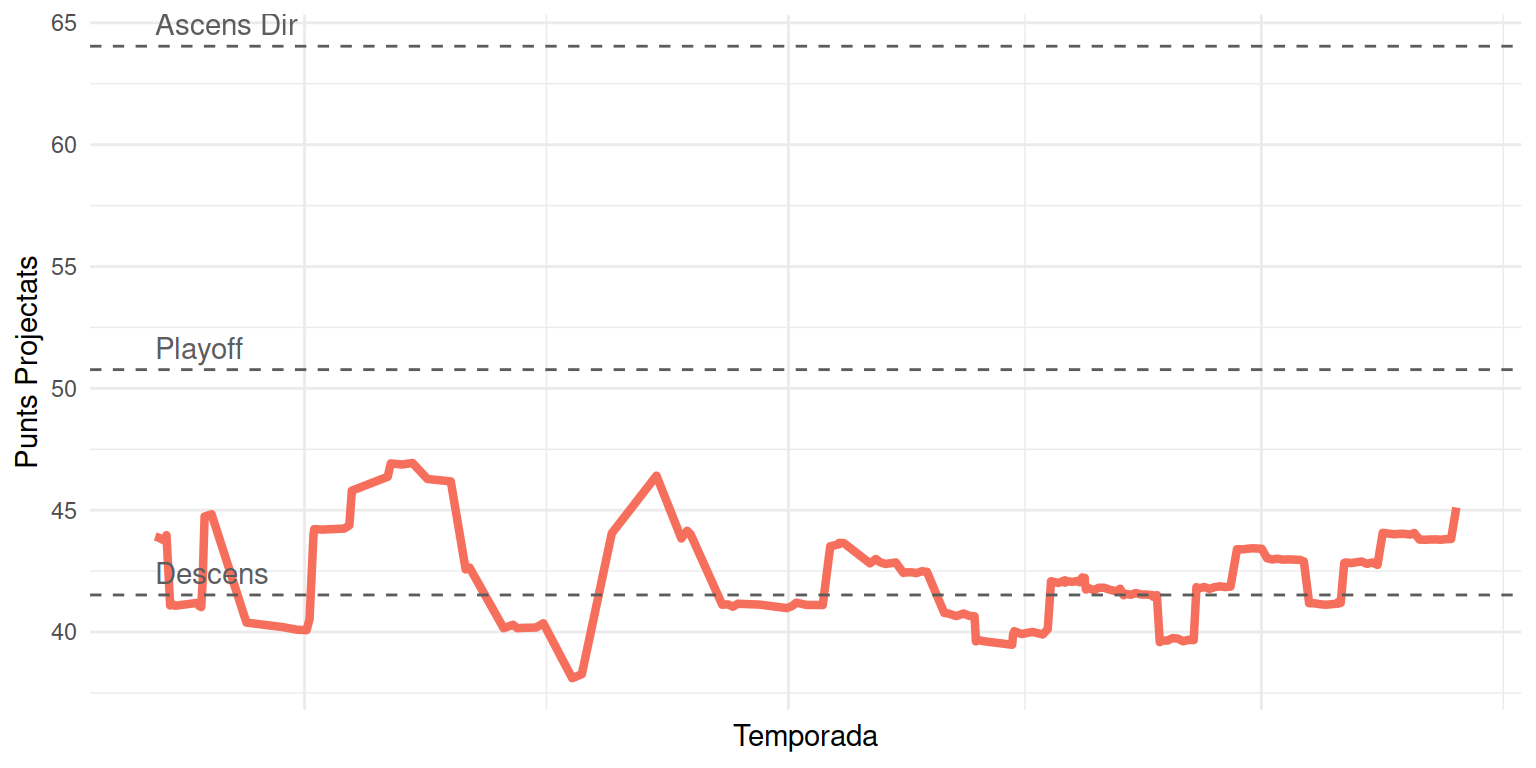 65
Ascens Dir
60
55
Playoff
50
45
Descens
40
Punts Projectats
Temporada